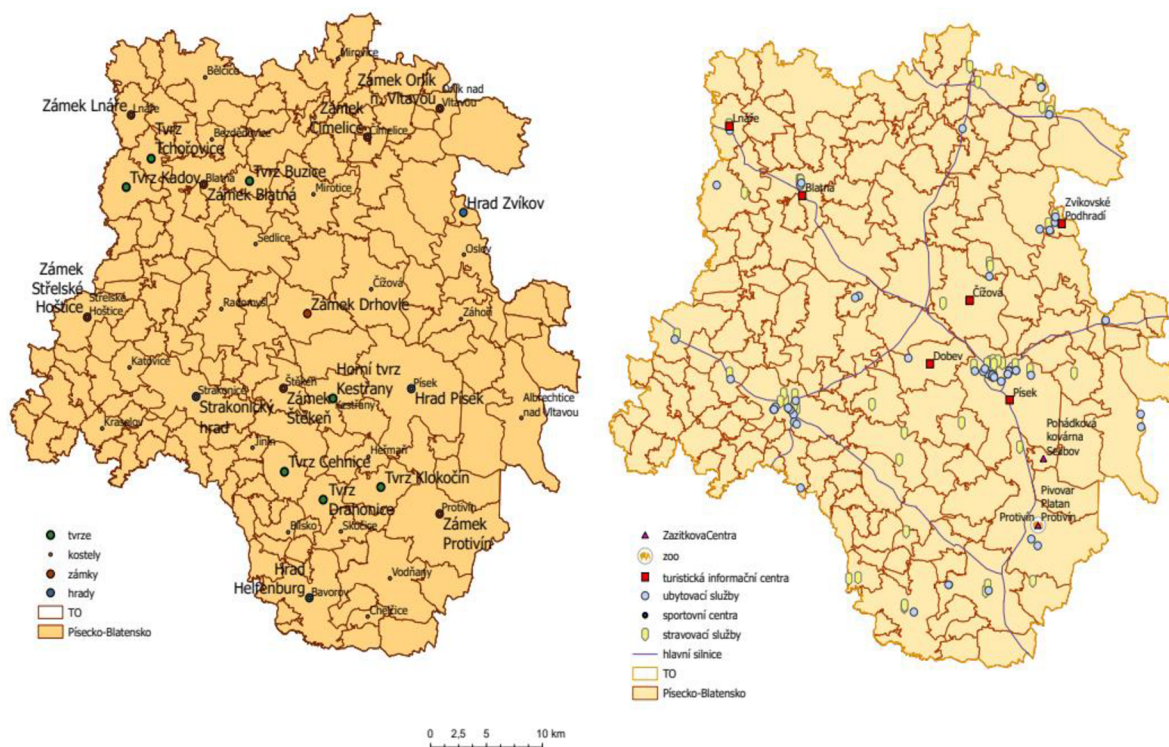 Mirovice
Bělčice
Zámek Orlík
n. Vltavou
Orlík nad
Vltavou
Zámek Lnáře
Lnáře
Zámek
Čimelice
Čimelice
Tvrz
Tchořovice
Bezdědovice
Tvrz Kadov
Blatná
Zámek Blatná
Tvrz Buzice
Mirotice
Hrad Zvíkov
Sedlice
Oslov
Zámek
Střelské
Hoštice
Střelské
Hoštice
Čížová
Radomyšl
Zámek Drhovle
Záhoří
Katovice
Horní tvrz
Kestřany
Kestřany
Štěkeň
Zámek
Štěkeň
Strakonice
Strakonický
hrad
Písek
Hrad Písek
Albrechtice
nad Vltavou
Kraselov
Jinín
Heřmaň
Tvrz Cehnice
Tvrz Klokočín
Tvrz
Drahonice
Skočice
Bílsko
Protivín
Zámek
Protivín
Hrad
Helfenburg
Bavorov
Vodňany
Chelčice
tvrze
kostely
zámky
hrady
TO
Písecko-Blatensko
0 2,5 5 10 km
Lnáře
Blatná
Zvíkovské
Podhradí
Čížová
Dobev
Písek
Pohádková
kovárna
Selibov
Pivovar
Platan
Protivín
Protivín
ZazitkovaCentra
zoo
turistická informační centra
ubytovací služby
sportovní centra
stravovací služby
hlavní silnice
TO
Písecko-Blatensko